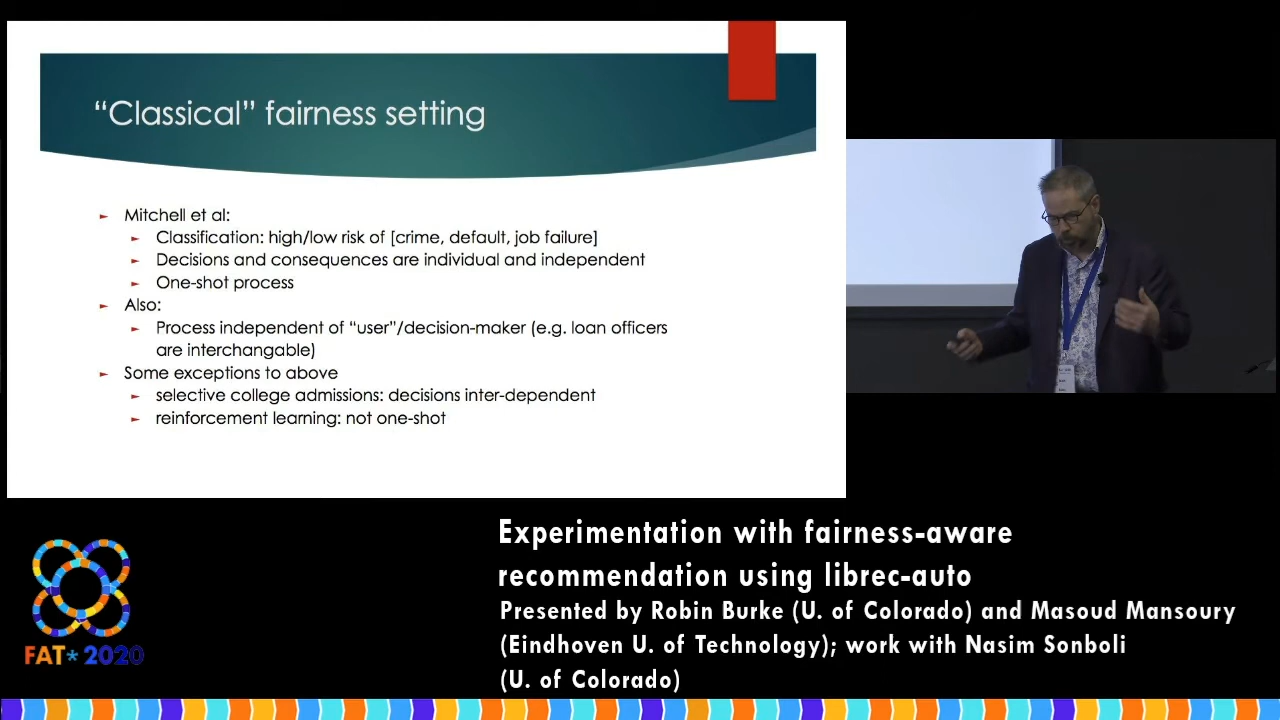 “Classical” fairness setting
Mitchell et al:
Classification: high/low risk of [crime, default, job failure]
Decisions and consequences are individual and independent
One-shot process
Also:
Process independent of “user”/decision-maker (e.g. loan officers
are interchangable)
Some exceptions to above
selective college admissions: decisions inter-dependent
reinforcement learning: not one-shot
Experimentation with fairness-aware
recommendation using librec-auto
Presented by Robin Burke (U. of Colorado) and Masoud Mansoury
(Eindhoven U. of Technology); work with Nasim Sonboli
(U. of Colorado)
FAT* 2020